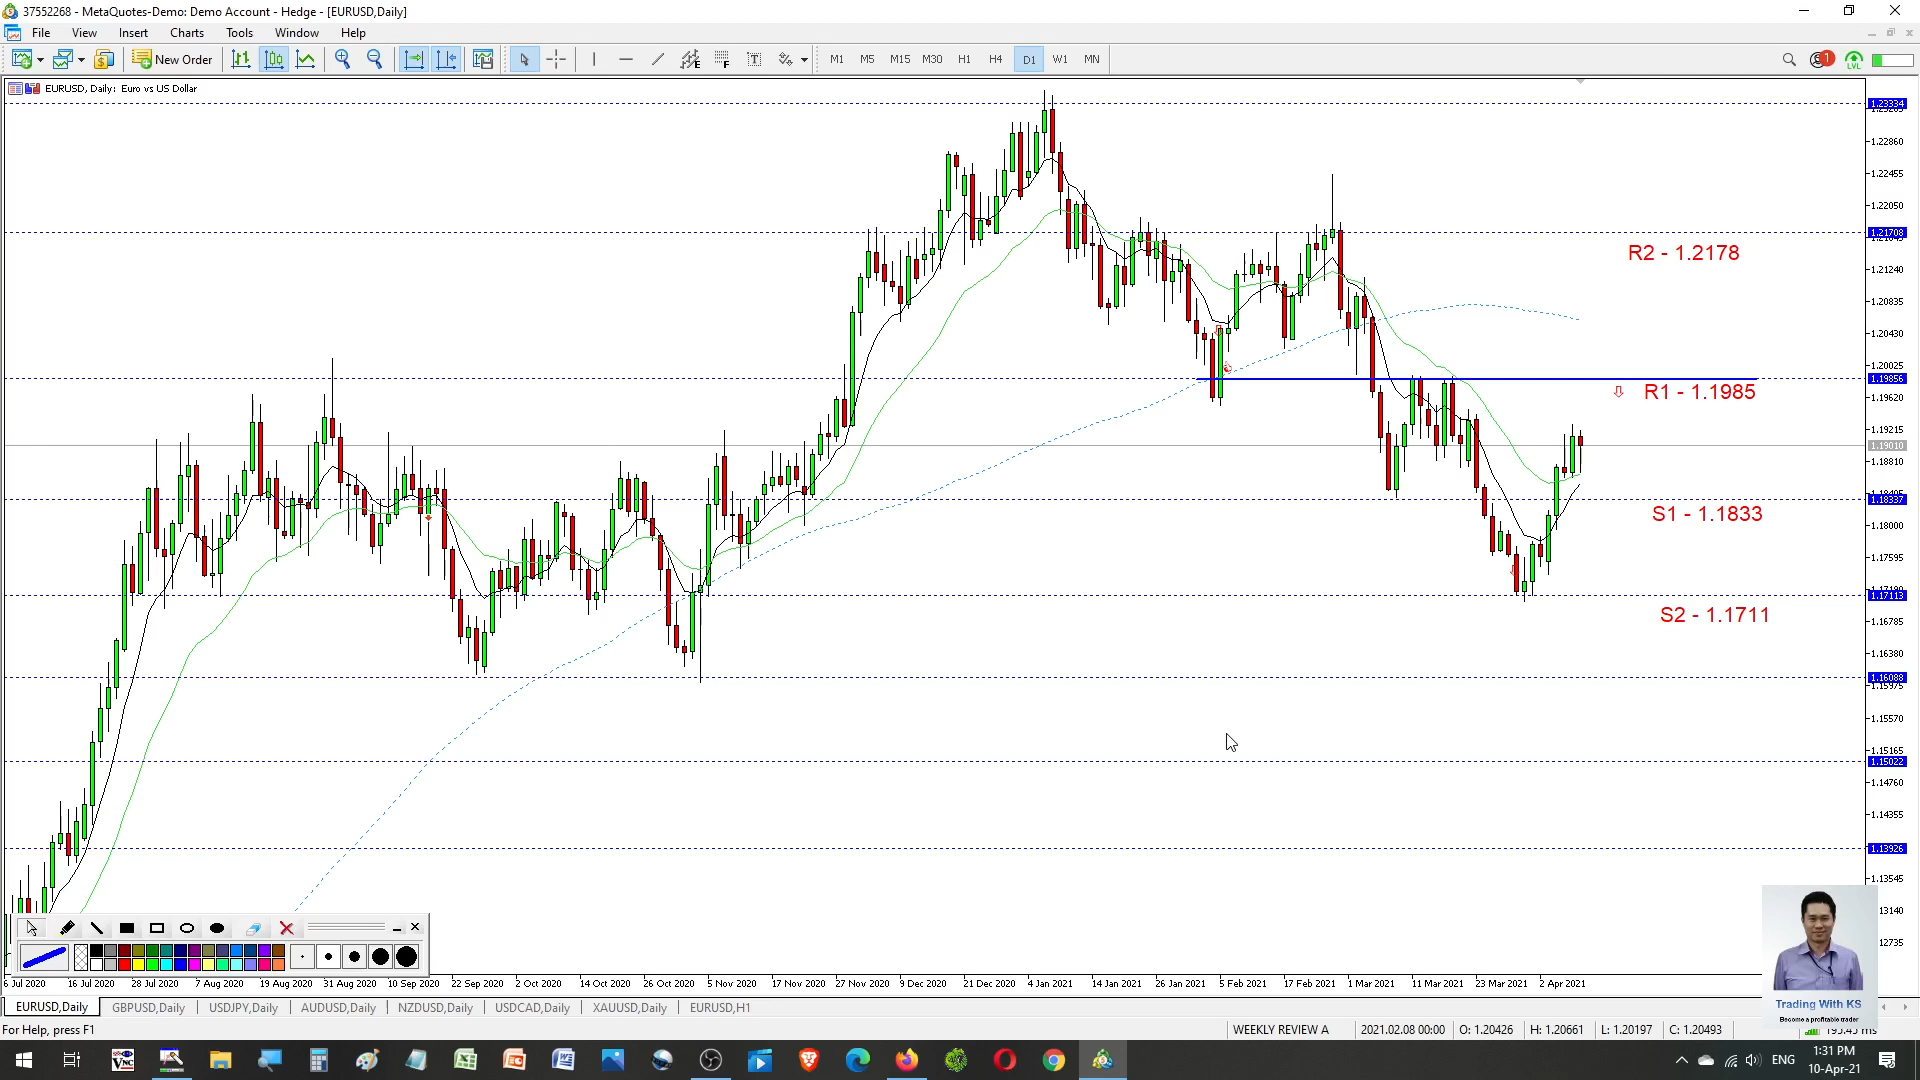 37552268 - MetaQuotes-Demo: Demo Account - Hedge - [EURUSD,Daily]
File View Insert Charts Tools Window Help
New Order M1 M5 M15 M30 H1 H4 D1 W1 MN 1 LVL
EURUSD, Daily: Euro vs US Dollar
1.23334
1.22860
1.22455
1.22050
1.21708
R2 - 1.2178
1.21240
1.20835
1.20430
1.20025
1.19856
R1 - 1.1985
1.19620
1.19215
1.19010
1.18810
1.18337
S1 - 1.1833
1.18000
1.17595
1.17113
S2 - 1.1711
1.16785
1.16380
1.16088
1.15975
1.15570
1.15165
1.15022
1.14760
1.14355
1.13926
1.13545
13140
12735
6 Jul 2020 16 Jul 2020 28 Jul 2020 7 Aug 2020 19 Aug 2020 31 Aug 2020 10 Sep 2020 22 Sep 2020 2 Oct 2020 14 Oct 2020 26 Oct 2020 5 Nov 2020 17 Nov 2020 27 Nov 2020 9 Dec 2020 21 Dec 2020 4 Jan 2021 14 Jan 2021 26 Jan 2021 5 Feb 2021 17 Feb 2021 1 Mar 2021 11 Mar 2021 23 Mar 2021 2 Apr 2021
Trading With KS
Become a profitable trader
EURUSD,Daily GBPUSD,Daily USDJPY,Daily AUDUSD,Daily NZDUSD,Daily USDCAD,Daily XAUUSD,Daily EURUSD,H1
For Help, press F1 WEEKLY REVIEW A 2021.02.08 00:00 O: 1.20426 H: 1.20661 L: 1.20197 C: 1.20493
ENG 1:31 PM
10-Apr-21